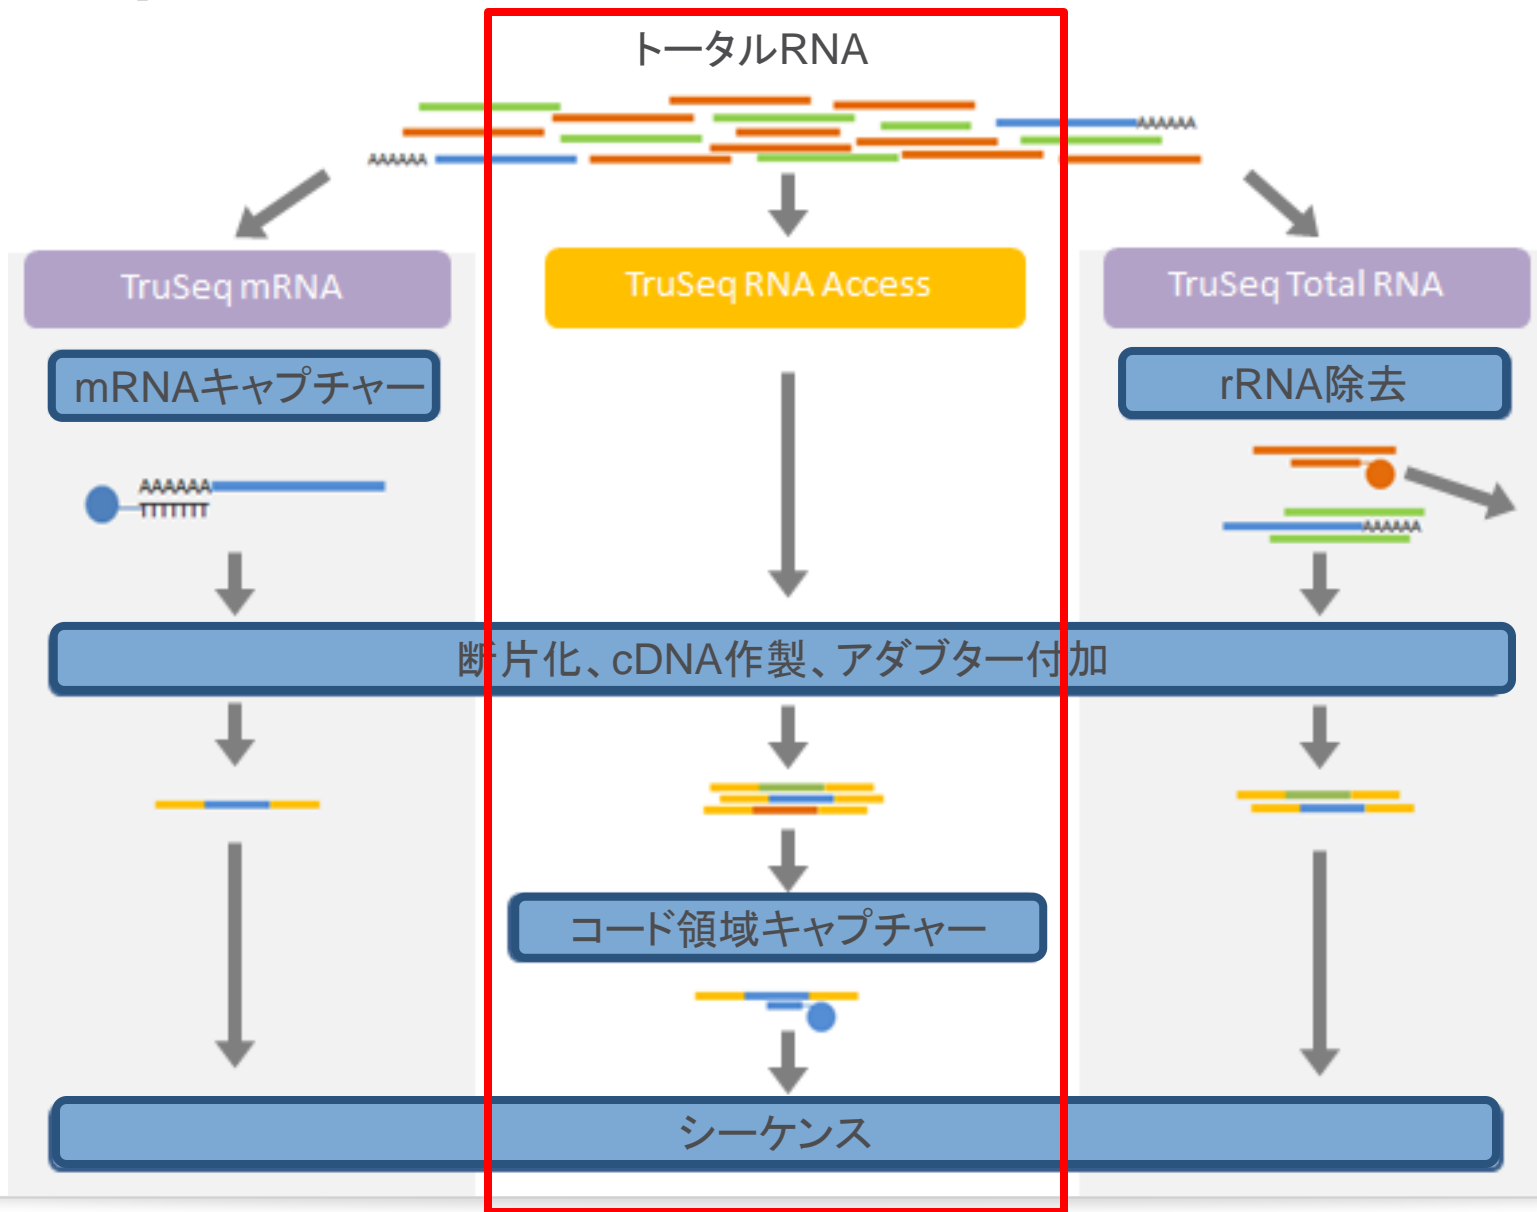 トータルRNA
AAAAAA
AAAAAA
TruSeq mRNA
TruSeq RNA Access
TruSeq Total RNA
mRNAキャプチャー
rRNA除去
AAAAAA
TTTTTTT
AAAAAA
断片化、cDNA作製、アダブター付加
コード領域キャプチャー
シーケンス